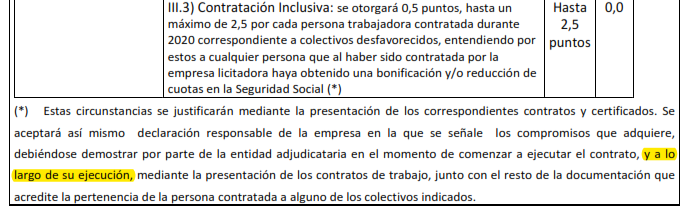 III.3) Contratación Inclusiva: se otorgará 0,5 puntos, hasta un
máximo de 2,5 por cada persona trabajadora contratada durante
2020 correspondiente a colectivos desfavorecidos, entendiendo por
estos a cualquier persona que al haber sido contratada por la
empresa licitadora haya obtenido una bonificación y/o reducción de
cuotas en la Seguridad Social (*)
Hasta
2,5
puntos
0,0
(*) Estas circunstancias se justificarán mediante la presentación de los correspondientes contratos y certificados. Se
aceptará así mismo declaración responsable de la empresa en la que se señale los compromisos que adquiere,
debiéndose demostrar por parte de la entidad adjudicataria en el momento de comenzar a ejecutar el contrato, y a lo
largo de su ejecución, mediante la presentación de los contratos de trabajo, junto con el resto de la documentación que
acredite la pertenencia de la persona contratada a alguno de los colectivos indicados.